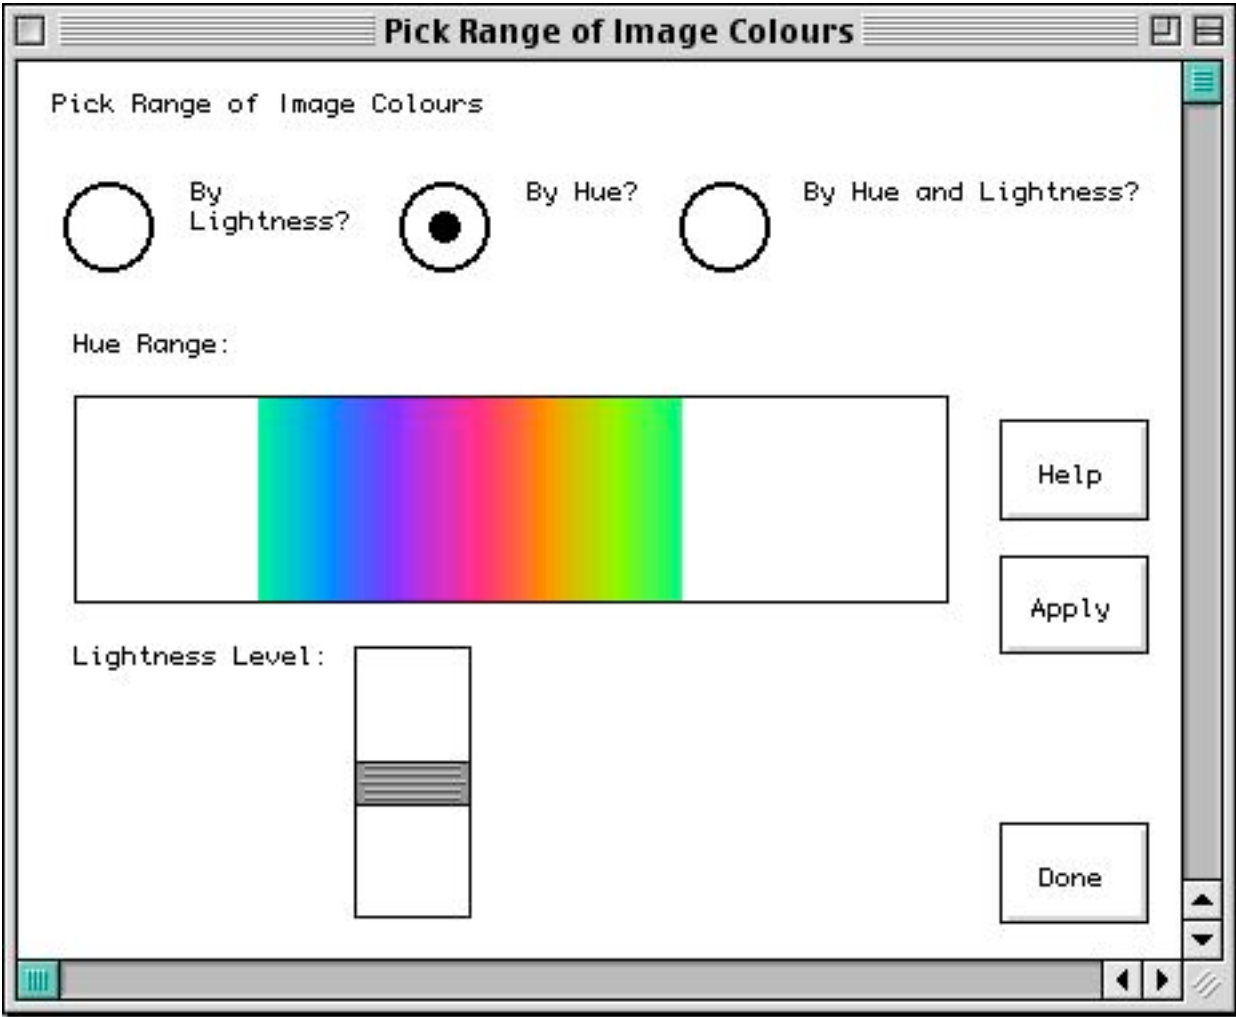 Pick Range of Image Colours
Pick Range of Image Colours
By
Lightness?
By Hue?
By Hue and Lightness?
Hue Range:
Help
Apply
Lightness Level:
Done